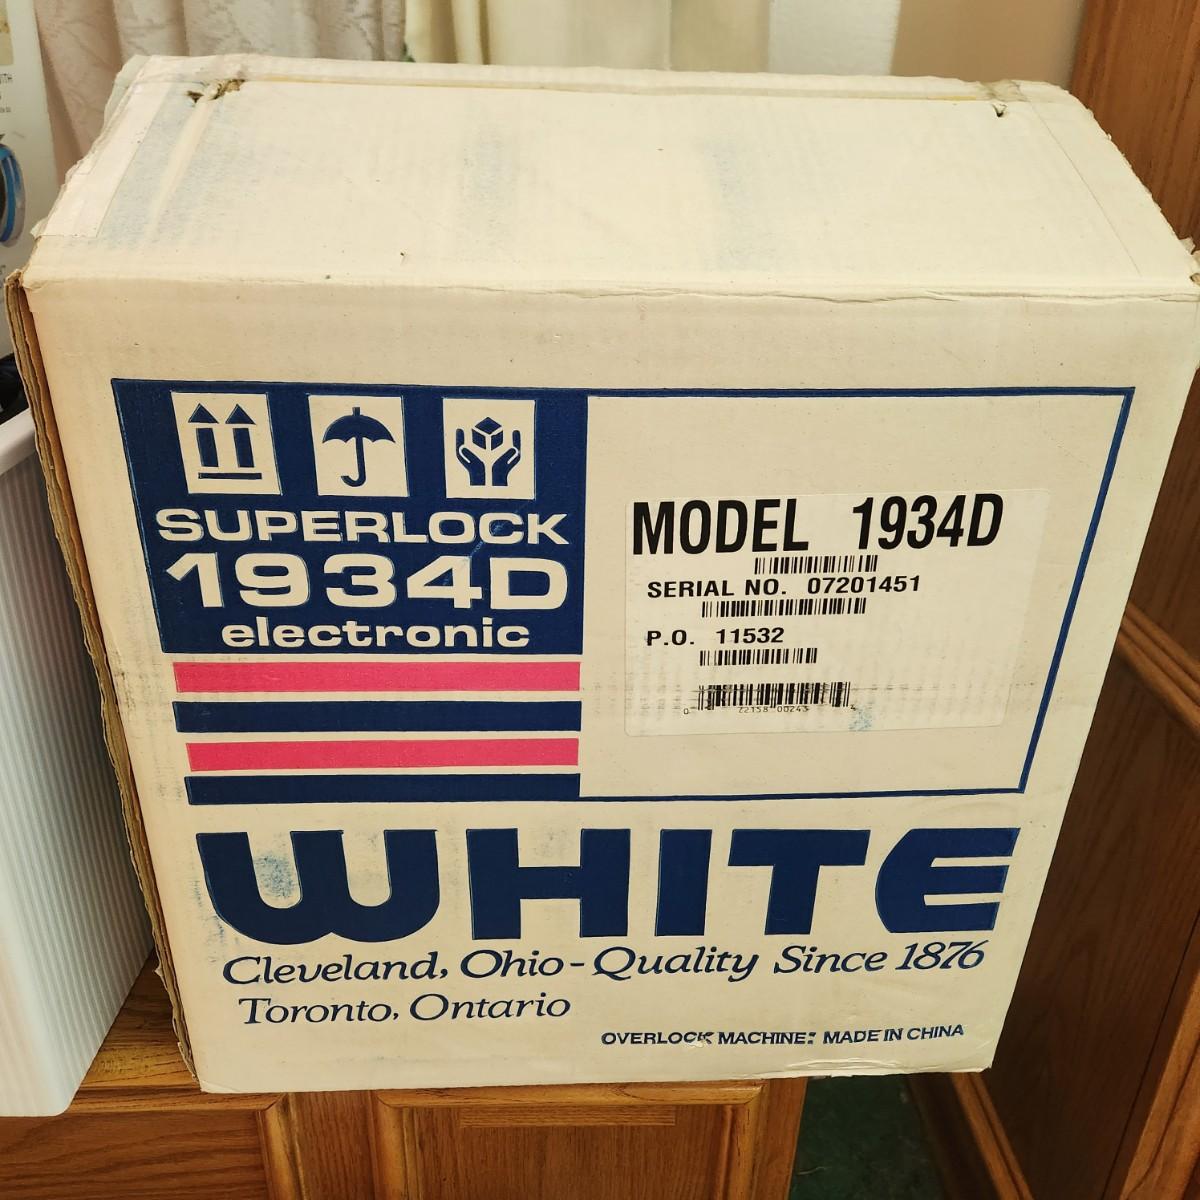 SUPERLOCK
1934D
electronic
MODEL 1934D
SERIAL NO. 07201451
P.O. 11532
WHITE
Cleveland, Ohio - Quality Since 1876
Toronto, Ontario
OVERLOCK MACHINE: MADE IN CHINA